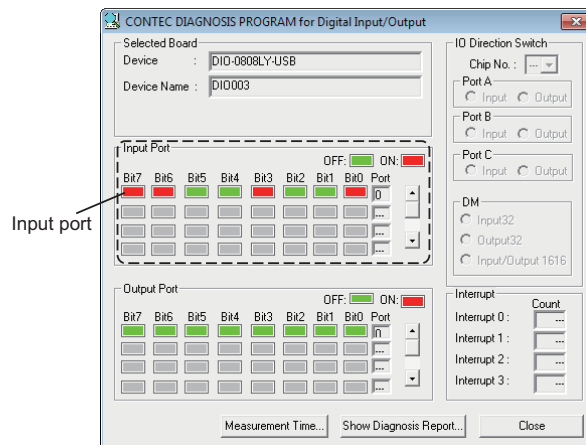 CONTEC DIAGNOSIS PROGRAM for Digital Input/Output
Selected Board
Device : DIO-0808LY-USB
Device Name : DIO003
Input Port
OFF: ON:
Bit7 Bit6 Bit5 Bit4 Bit3 Bit2 Bit1 Bit0 Port
0
---
---
---
Input port
Output Port
OFF: ON:
Bit7 Bit6 Bit5 Bit4 Bit3 Bit2 Bit1 Bit0 Port
0
---
---
---
IO Direction Switch
Chip No. : ---
Port A
Input Output
Port B
Input Output
Port C
Input Output
DM
Input32
Output32
Input/Output 1616
Interrupt
Count
Interrupt 0 : ---
Interrupt 1 : ---
Interrupt 2 : ---
Interrupt 3 : ---
Measurement Time... Show Diagnosis Report... Close